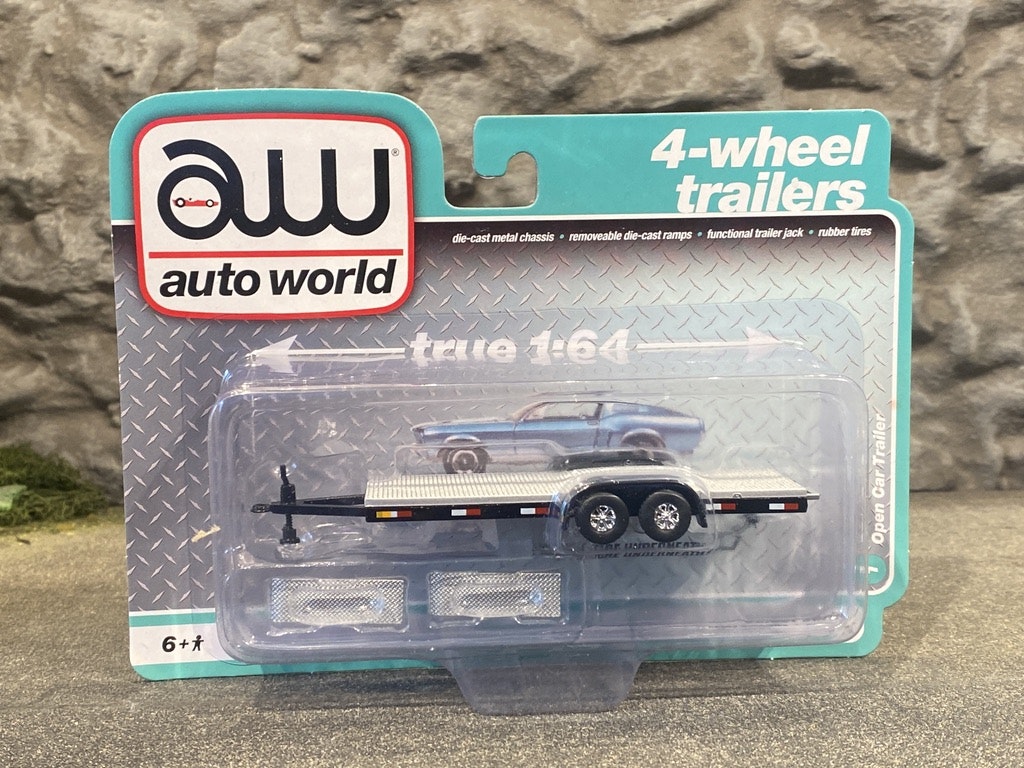 aw®
auto world
4-wheel
trailers
die-cast metal chassis • removeable die-cast ramps • functional trailer jack • rubber tires
true 1:64
Open Car Trailer
6+